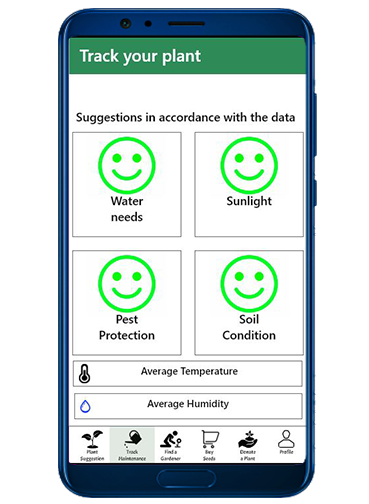 Track your plant
Suggestions in accordance with the data
Water
needs
Sunlight
Pest
Protection
Soil
Condition
Average Temperature
Average Humidity
Plant
Suggestion
Track
Maintenance
Find a
Gardener
Buy
Seeds
Donate
a Plant
Profile